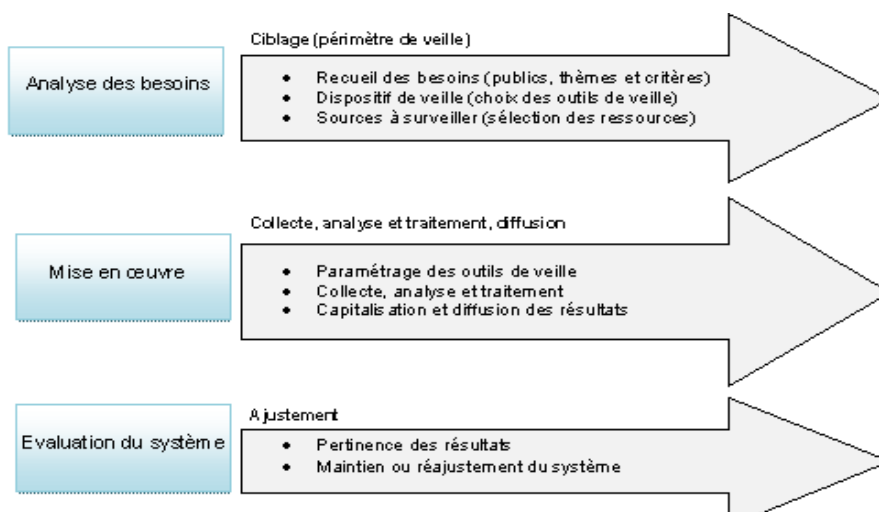 Ciblage (périmètre de veille)
Analyse des besoins
• Recueil des besoins (publics, thèmes et critères)
• Dispositif de veille (choix des outils de veille)
• Sources à surveiller (sélection des ressources)
Collecte, analyse et traitement, diffusion
Mise en œuvre
• Paramétrage des outils de veille
• Collecte, analyse et traitement
• Capitalisation et diffusion des résultats
Ajustement
Evaluation du système
• Pertinence des résultats
• Maintien ou réajustement du système